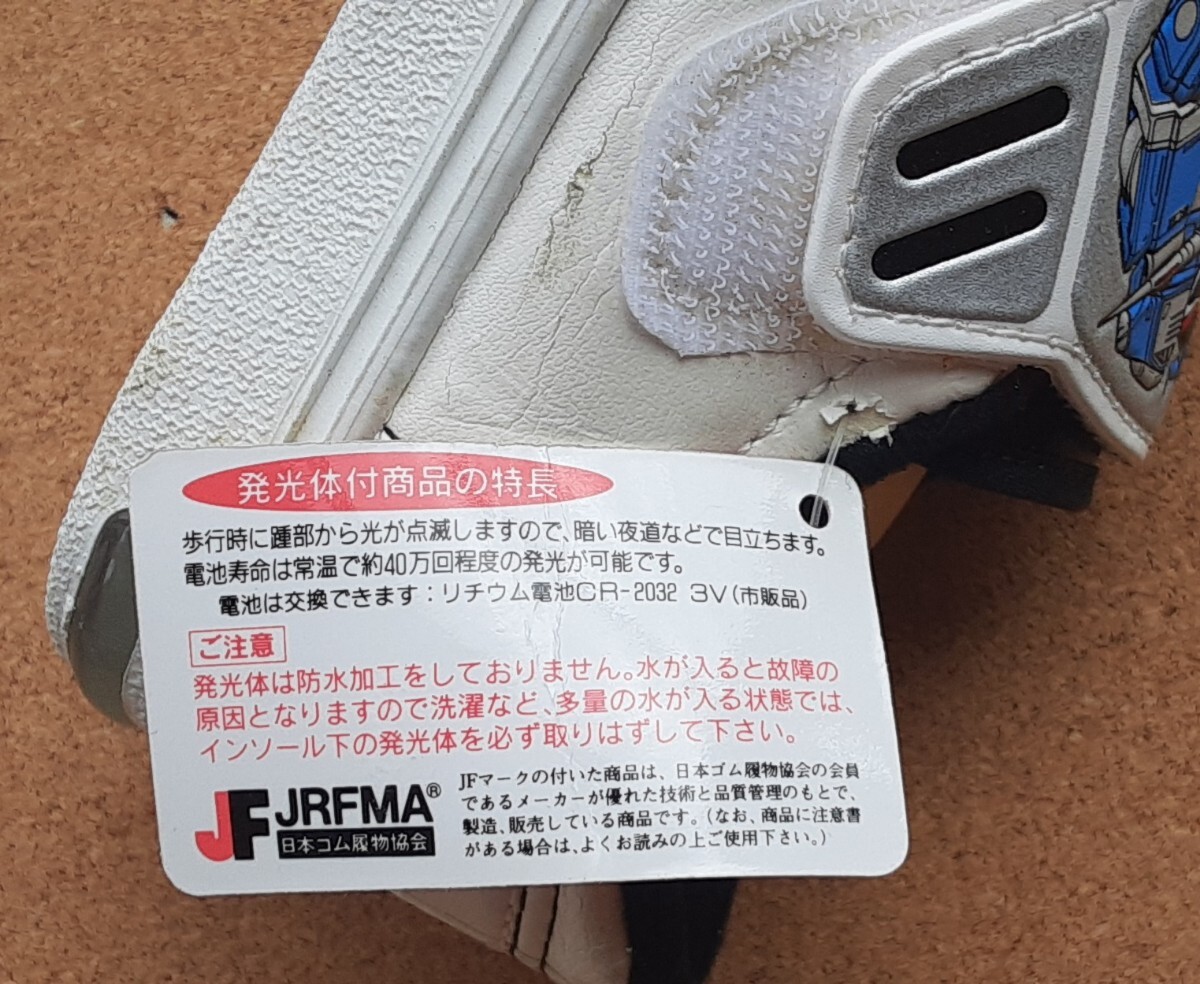 発光体付商品の特長
歩行時に踵部から光が点滅しますので、暗い夜道などで目立ちます。
電池寿命は常温で約40万回程度の発光が可能です。
電池は交換できます：リチウム電池CR-2032 3V(市販品)
ご注意
発光体は防水加工をしておりません。水が入ると故障の
原因となりますので洗濯など、多量の水が入る状態では、
インソール下の発光体を必ず取りはずして下さい。
JF JRFMA®
日本ゴム履物協会
JFマークの付いた商品は、日本ゴム履物協会の会員
であるメーカーが優れた技術と品質管理のもとで、
製造、販売している商品です。(なお、商品に注意書
がある場合は、よくお読みの上ご使用下さい。)